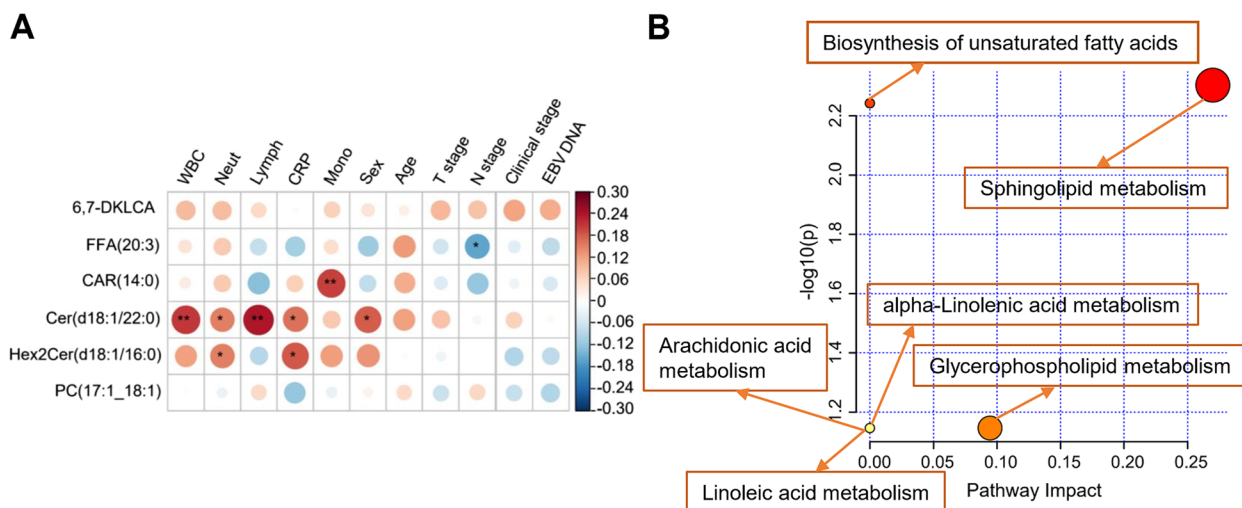 A
WBC
Neut
Lymph
CRP
Mono
Sex
Age
T stage
N stage
Clinical stage
EBV DNA
6,7-DKLCA
FFA(20:3)
*
CAR(14:0)
**
Cer(d18:1/22:0)
** * ** * *
Hex2Cer(d18:1/16:0)
* *
PC(17:1_18:1)
0.30
0.24
0.18
0.12
0.06
0
-0.06
-0.12
-0.18
-0.24
-0.30
B
Biosynthesis of unsaturated fatty acids
Sphingolipid metabolism
alpha-Linolenic acid metabolism
Arachidonic acid
metabolism
Glycerophospholipid metabolism
Linoleic acid metabolism
-log10(p)
2.2
2.0
1.8
1.6
1.4
1.2
0.00 0.05 0.10 0.15 0.20 0.25
Pathway Impact